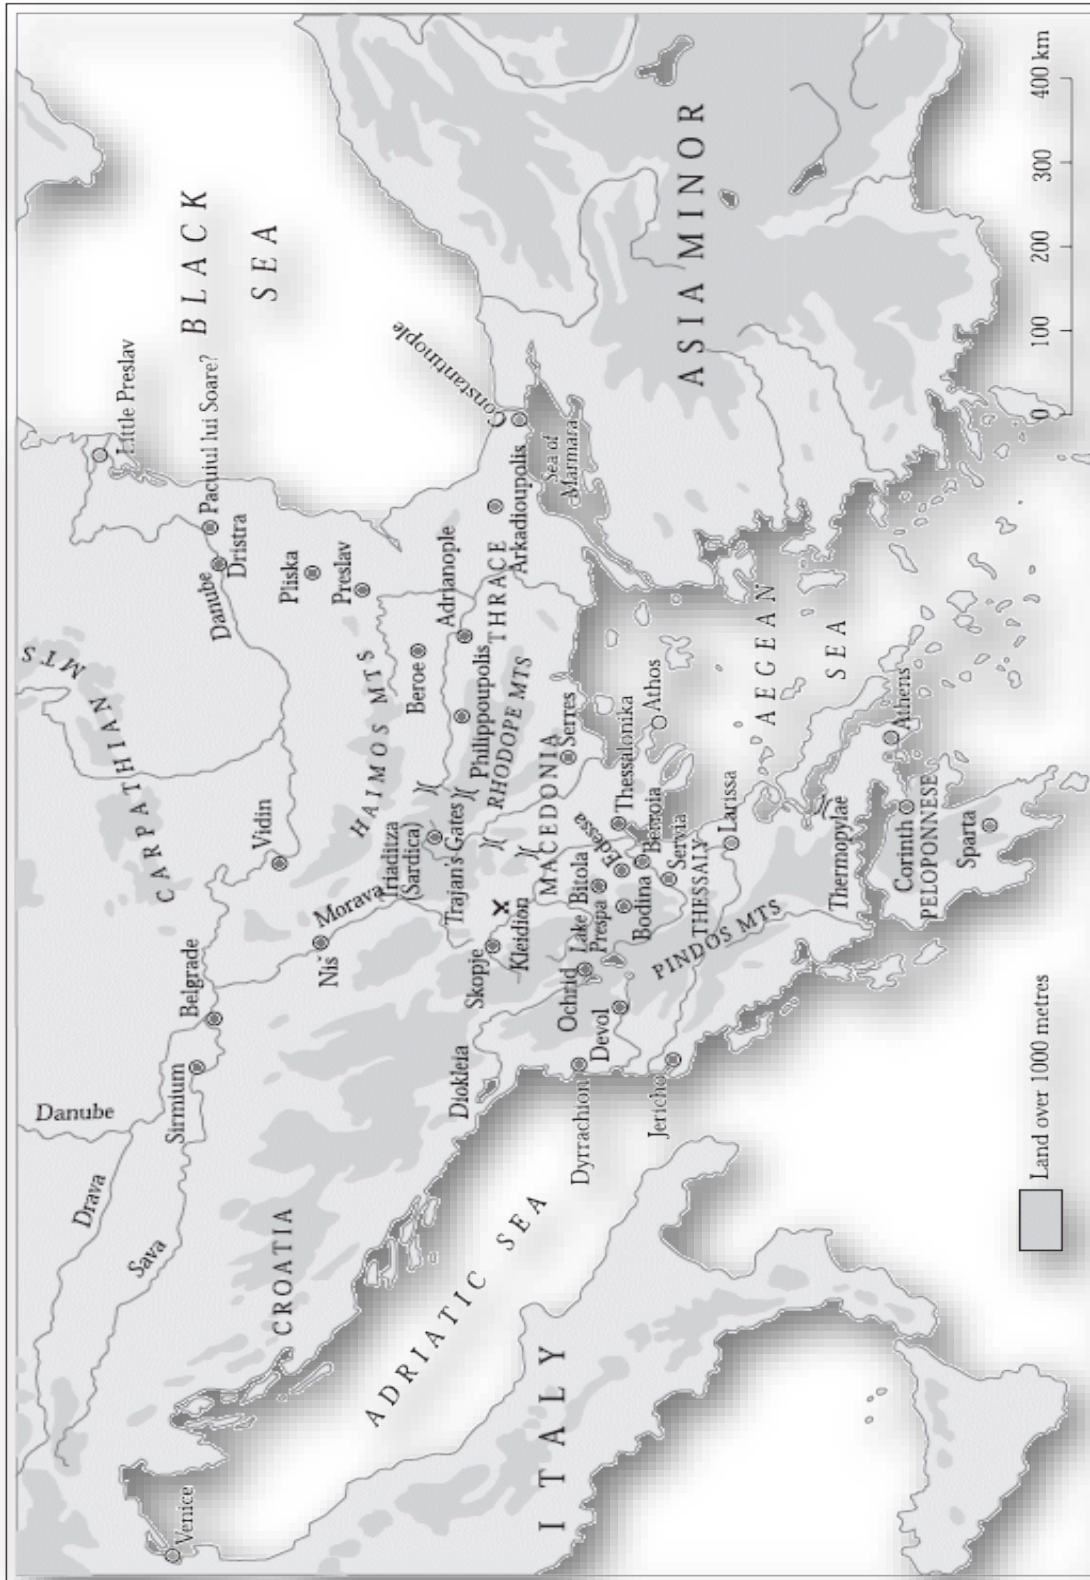 Venice
Drava
Sava
Danube
Sirmium
Belgrade
CROATIA
ADRIATIC SEA
ITALY
CARPATHIAN
MTS
Vidin
Morava
Niš
Danube
Dristra
Pacuiul lui Soare?
Little Preslav
BLACK
SEA
Pliska
Preslav
HAIMOS MTS
Triaditza
(Sardica)
Trajan's Gates
Beroe
Philippoupolis
Adrianople
THRACE
RHODOPE MTS
Arkadioupolis
Constantinople
Sea of
Marmara
ASIA MINOR
Skopje
Kleidion
MACEDONIA
Serres
Diokleia
Ochrid
Lake
Prespa
Bitola
Edessa
Thessalonika
Athos
Dyrrachion
Devol
Bodina
Berroia
Servia
Jericho
THESSALY
Larissa
PINDOS MTS
AEGEAN
SEA
Thermopylae
Athens
Corinth
PELOPONNESE
Sparta
Land over 1000 metres
0 100 200 300 400 km